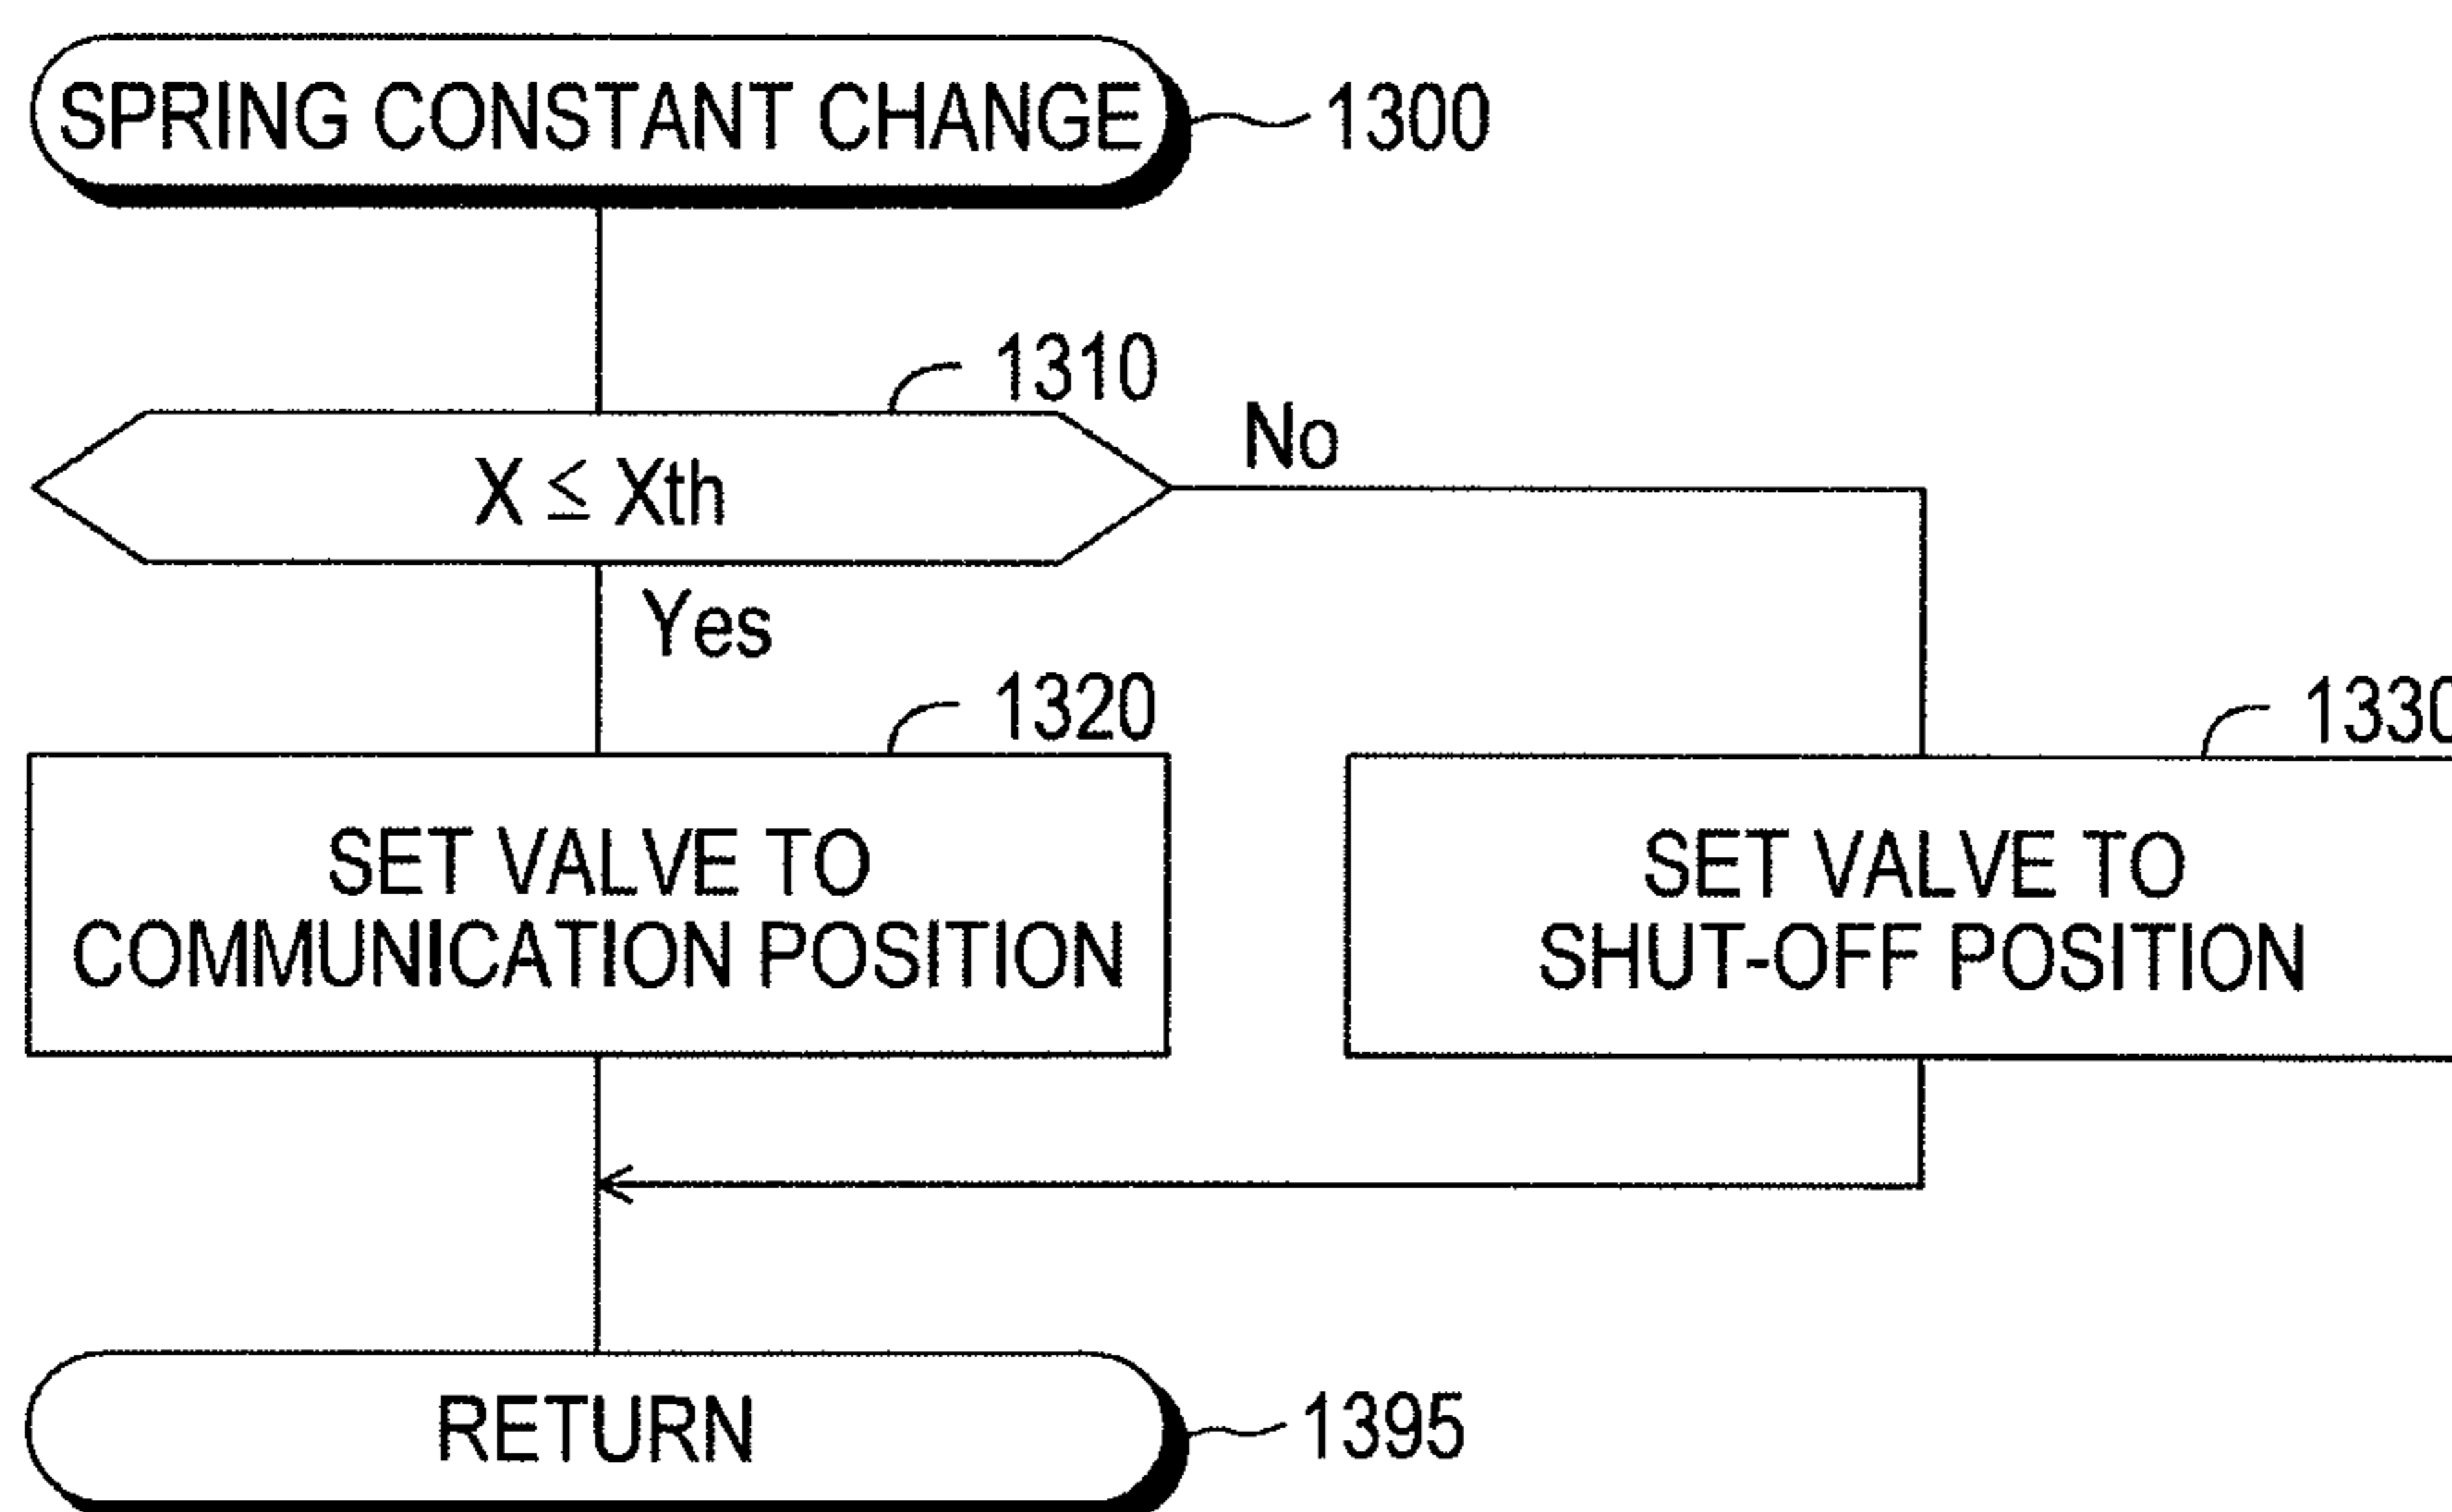 SPRING CONSTANT CHANGE
1300
1310
No
X ≤ Xth
Yes
1320
1330
SET VALVE TO
COMMUNICATION POSITION
SET VALVE TO
SHUT-OFF POSITION
RETURN
1395